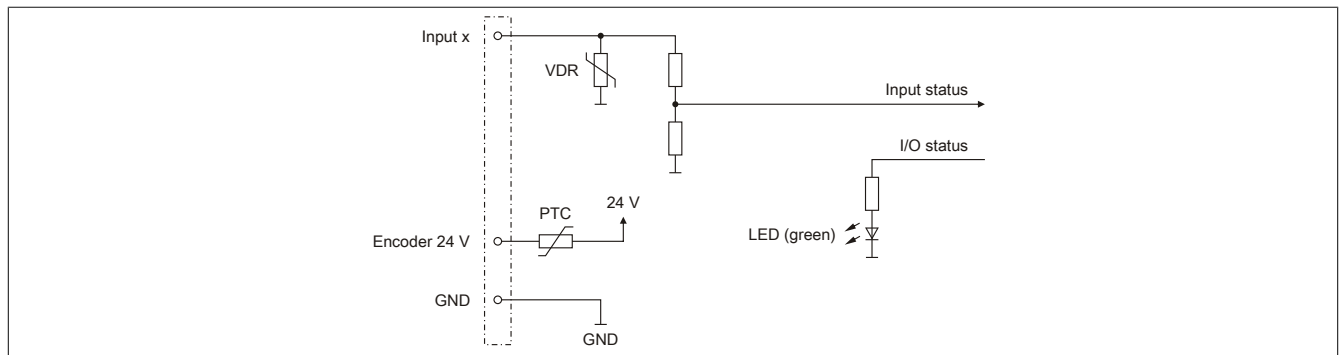 Input x
VDR
Input status
I/O status
24 V
PTC
LED (green)
Encoder 24 V
GND
GND